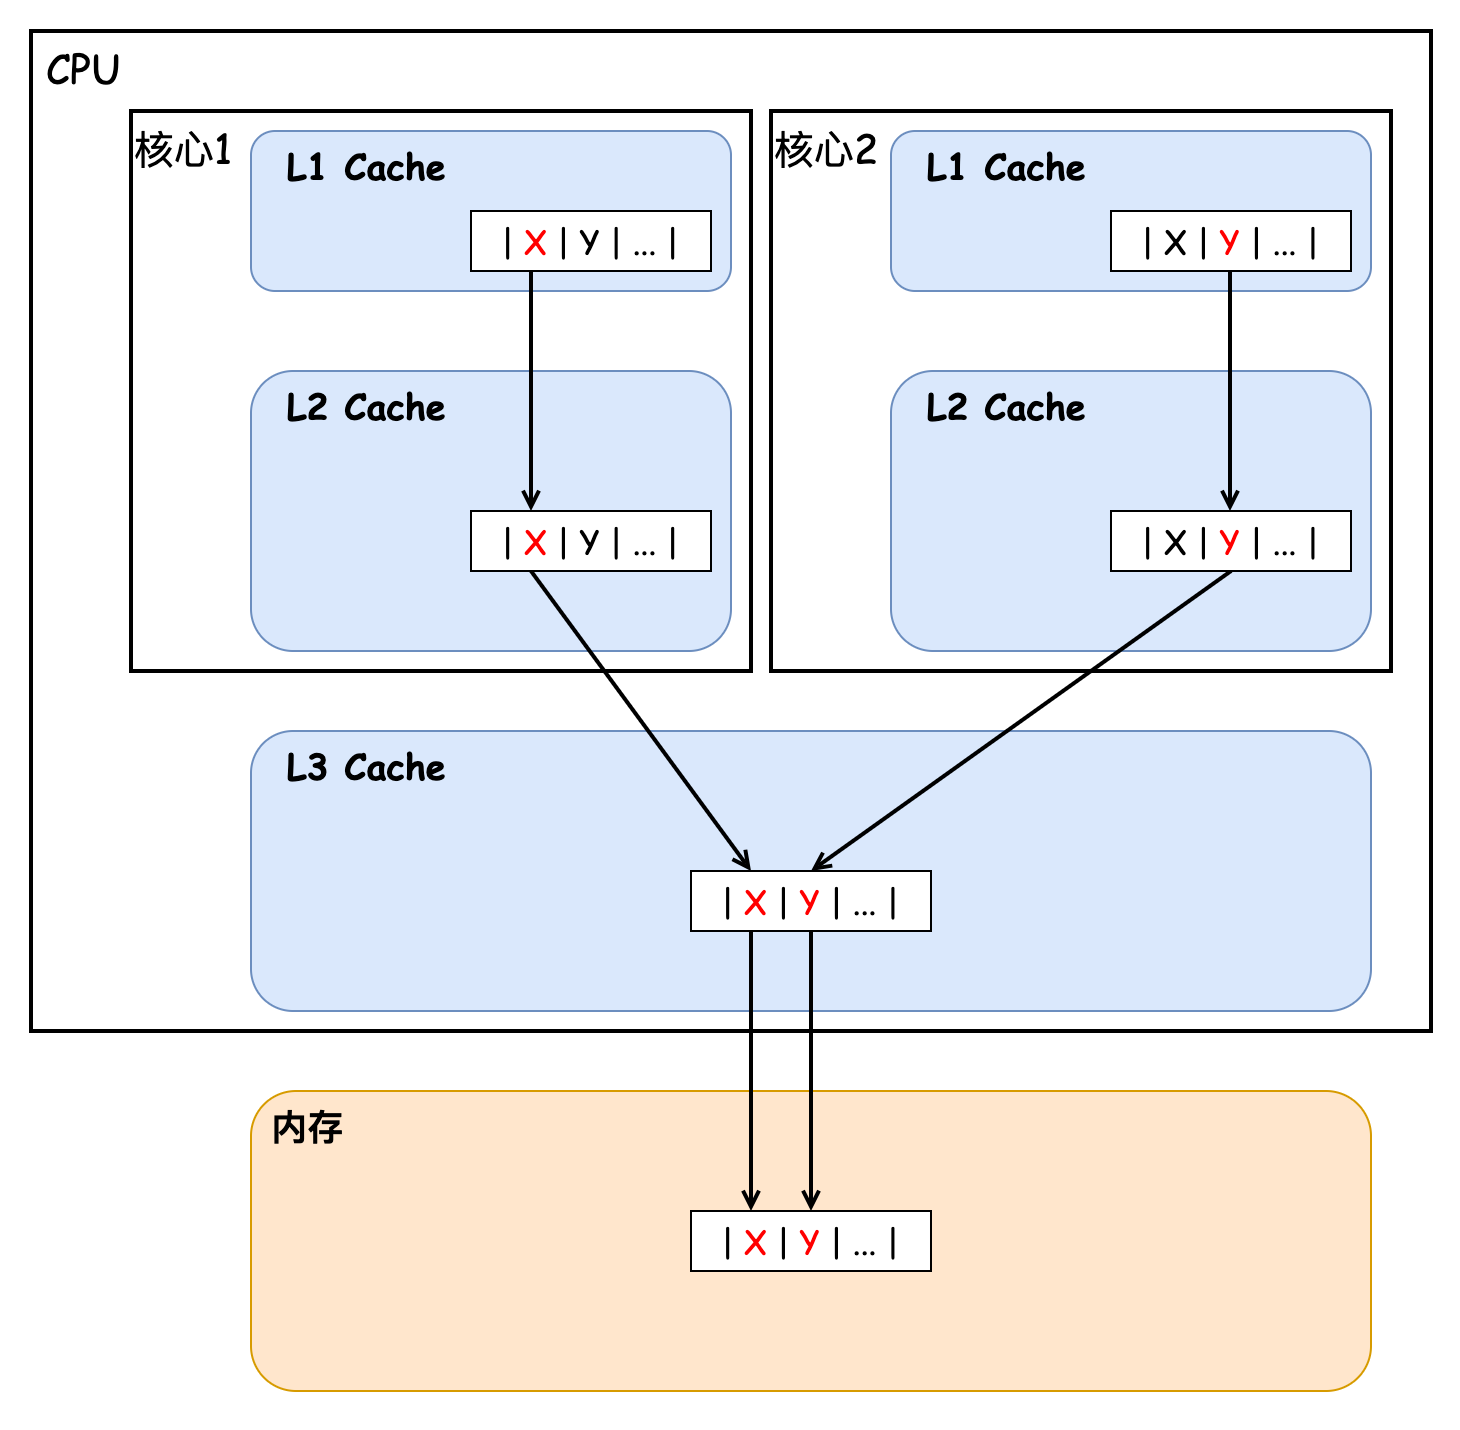 CPU
核心1
L1 Cache
| X | Y | ... |
L2 Cache
| X | Y | ... |
核心2
L1 Cache
| X | Y | ... |
L2 Cache
| X | Y | ... |
L3 Cache
| X | Y | ... |
内存
| X | Y | ... |